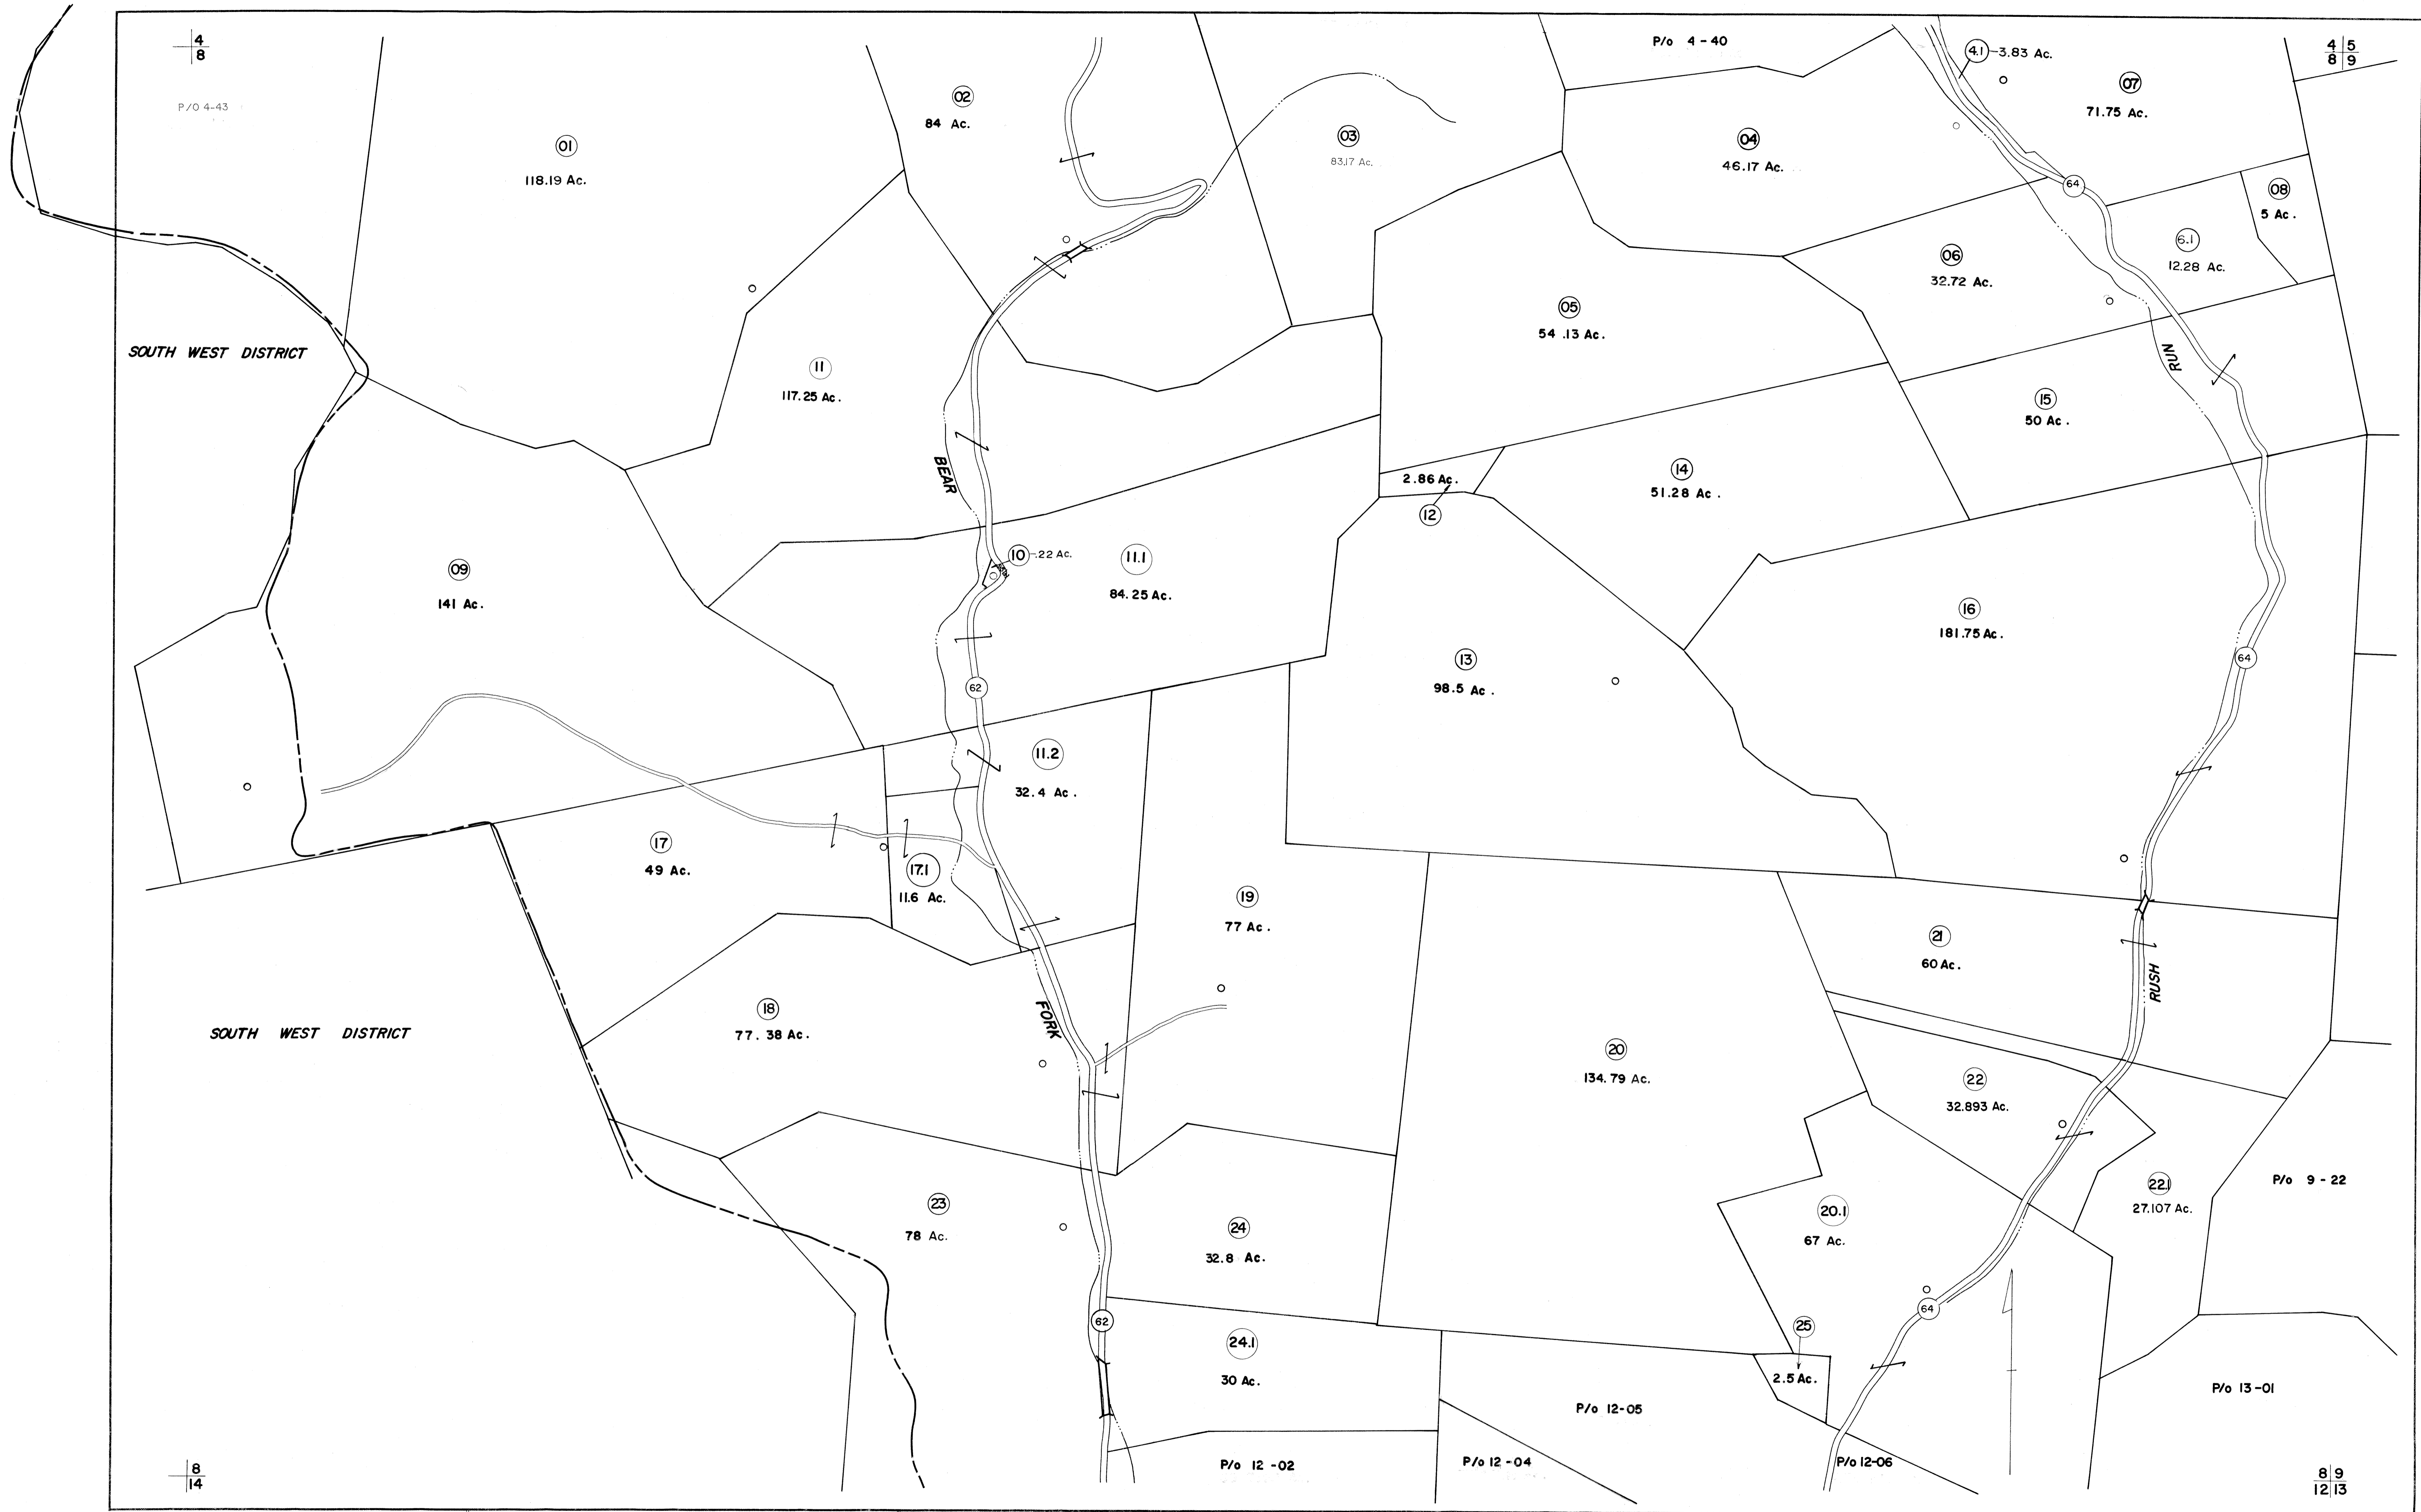 4
8
P/O 4-43
01
118.19 Ac.
02
84 Ac.
03
83.17 Ac.
P/o 4-40
04
46.17 Ac.
4.1 3.83 Ac.
07
71.75 Ac.
4 5
8 9
64
08
5 Ac.
6.1
12.28 Ac.
06
32.72 Ac.
05
54.13 Ac.
SOUTH WEST DISTRICT
11
117.25 Ac.
RUN
15
50 Ac.
BEAR
2.86 Ac.
12
14
51.28 Ac.
10 .22 Ac.
11.1
84.25 Ac.
09
141 Ac.
16
181.75 Ac.
13
98.5 Ac.
64
62
11.2
32.4 Ac.
17
49 Ac.
17.1
11.6 Ac.
19
77 Ac.
21
60 Ac.
RUSH
18
77.38 Ac.
FORK
SOUTH WEST DISTRICT
20
134.79 Ac.
22
32.893 Ac.
22.1
27.107 Ac.
P/o 9-22
23
78 Ac.
24
32.8 Ac.
20.1
67 Ac.
64
62
24.1
30 Ac.
25
2.5 Ac.
P/o 13-01
P/o 12-05
P/o 12-02
P/o 12-04
P/o 12-06
8
14
8 9
12 13